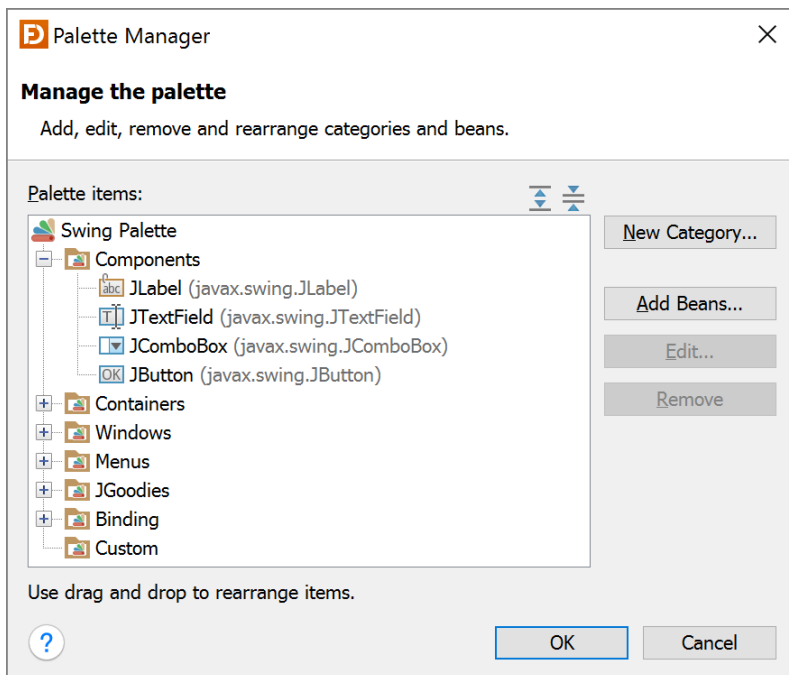 Palette Manager
Manage the palette
Add, edit, remove and rearrange categories and beans.
Palette items:
Swing Palette
Components
abc JLabel (javax.swing.JLabel)
T JTextField (javax.swing.JTextField)
JComboBox (javax.swing.JComboBox)
OK JButton (javax.swing.JButton)
Containers
Windows
Menus
JGoodies
Binding
Custom
New Category...
Add Beans...
Edit...
Remove
Use drag and drop to rearrange items.
?
OK
Cancel